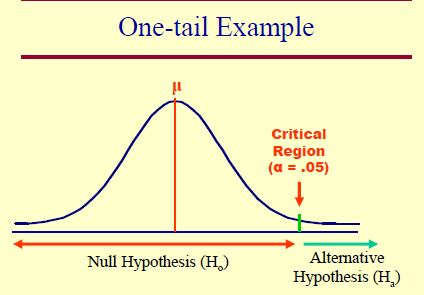 One-tail Example
μ
Critical
Region
(α = .05)
Null Hypothesis (Ho)
Alternative
Hypothesis (Ha)